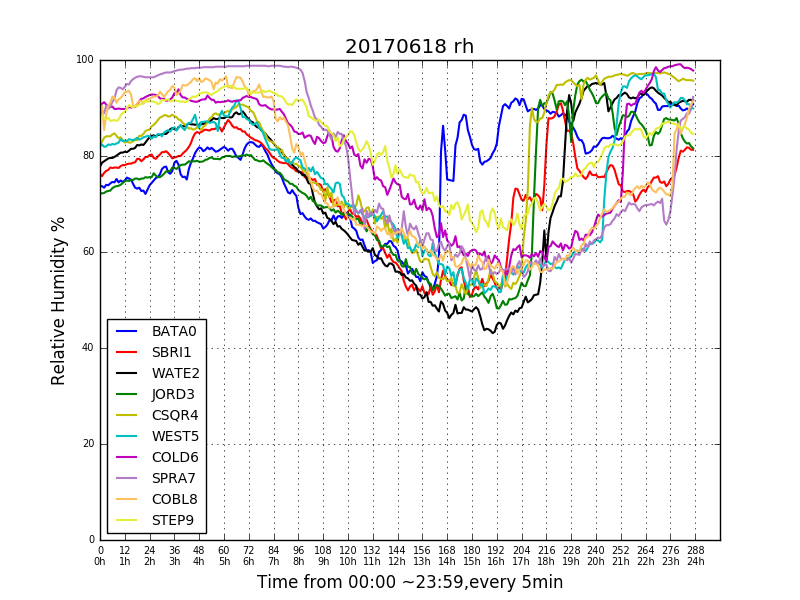 20170618 rh
100
80
60
40
20
0
Relative Humidity %
BATA0
SBRI1
WATE2
JORD3
CSQR4
WEST5
COLD6
SPRA7
COBL8
STEP9
0 12 24 36 48 60 72 84 96 108 120 132 144 156 168 180 192 204 216 228 240 252 264 276 288
0h 1h 2h 3h 4h 5h 6h 7h 8h 9h 10h 11h 12h 13h 14h 15h 16h 17h 18h 19h 20h 21h 22h 23h 24h
Time from 00:00 ~23:59,every 5min